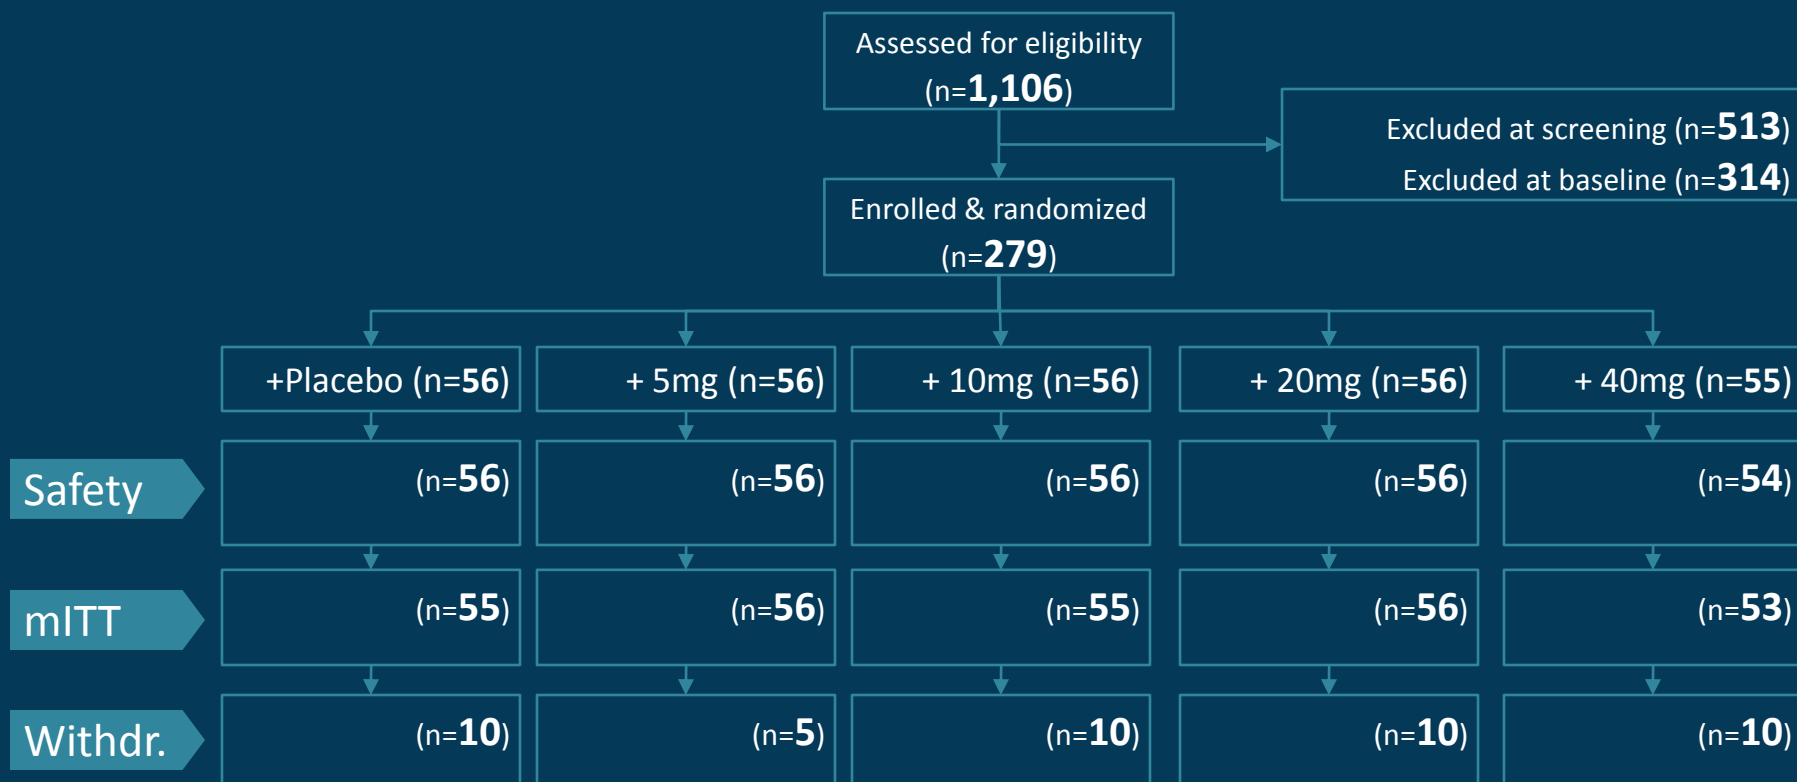 Assessed for eligibility
(n=1,106)
Excluded at screening (n=513)
Excluded at baseline (n=314)
Enrolled & randomized
(n=279)
+Placebo (n=56)
+ 5mg (n=56)
+ 10mg (n=56)
+ 20mg (n=56)
+ 40mg (n=55)
Safety
(n=56)
(n=56)
(n=56)
(n=56)
(n=54)
mITT
(n=55)
(n=56)
(n=55)
(n=56)
(n=53)
Withdr.
(n=10)
(n=5)
(n=10)
(n=10)
(n=10)